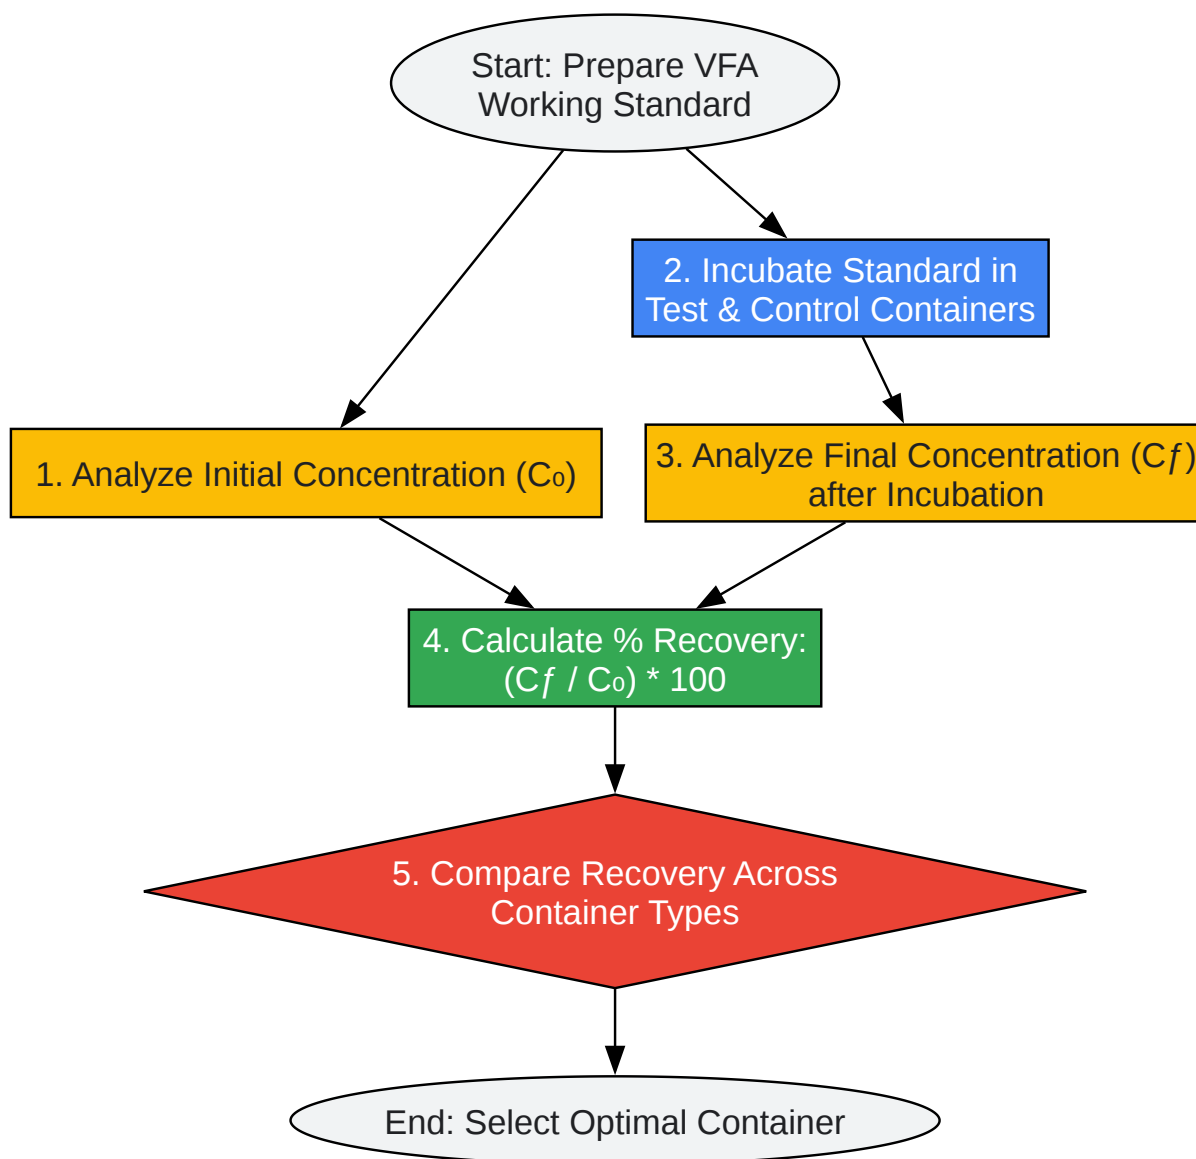 Start: Prepare VFA
Working Standard
2. Incubate Standard in
Test & Control Containers
1. Analyze Initial Concentration (C₀)
3. Analyze Final Concentration (Cƒ)
after Incubation
4. Calculate % Recovery:
(Cƒ / C₀) * 100
5. Compare Recovery Across
Container Types
End: Select Optimal Container